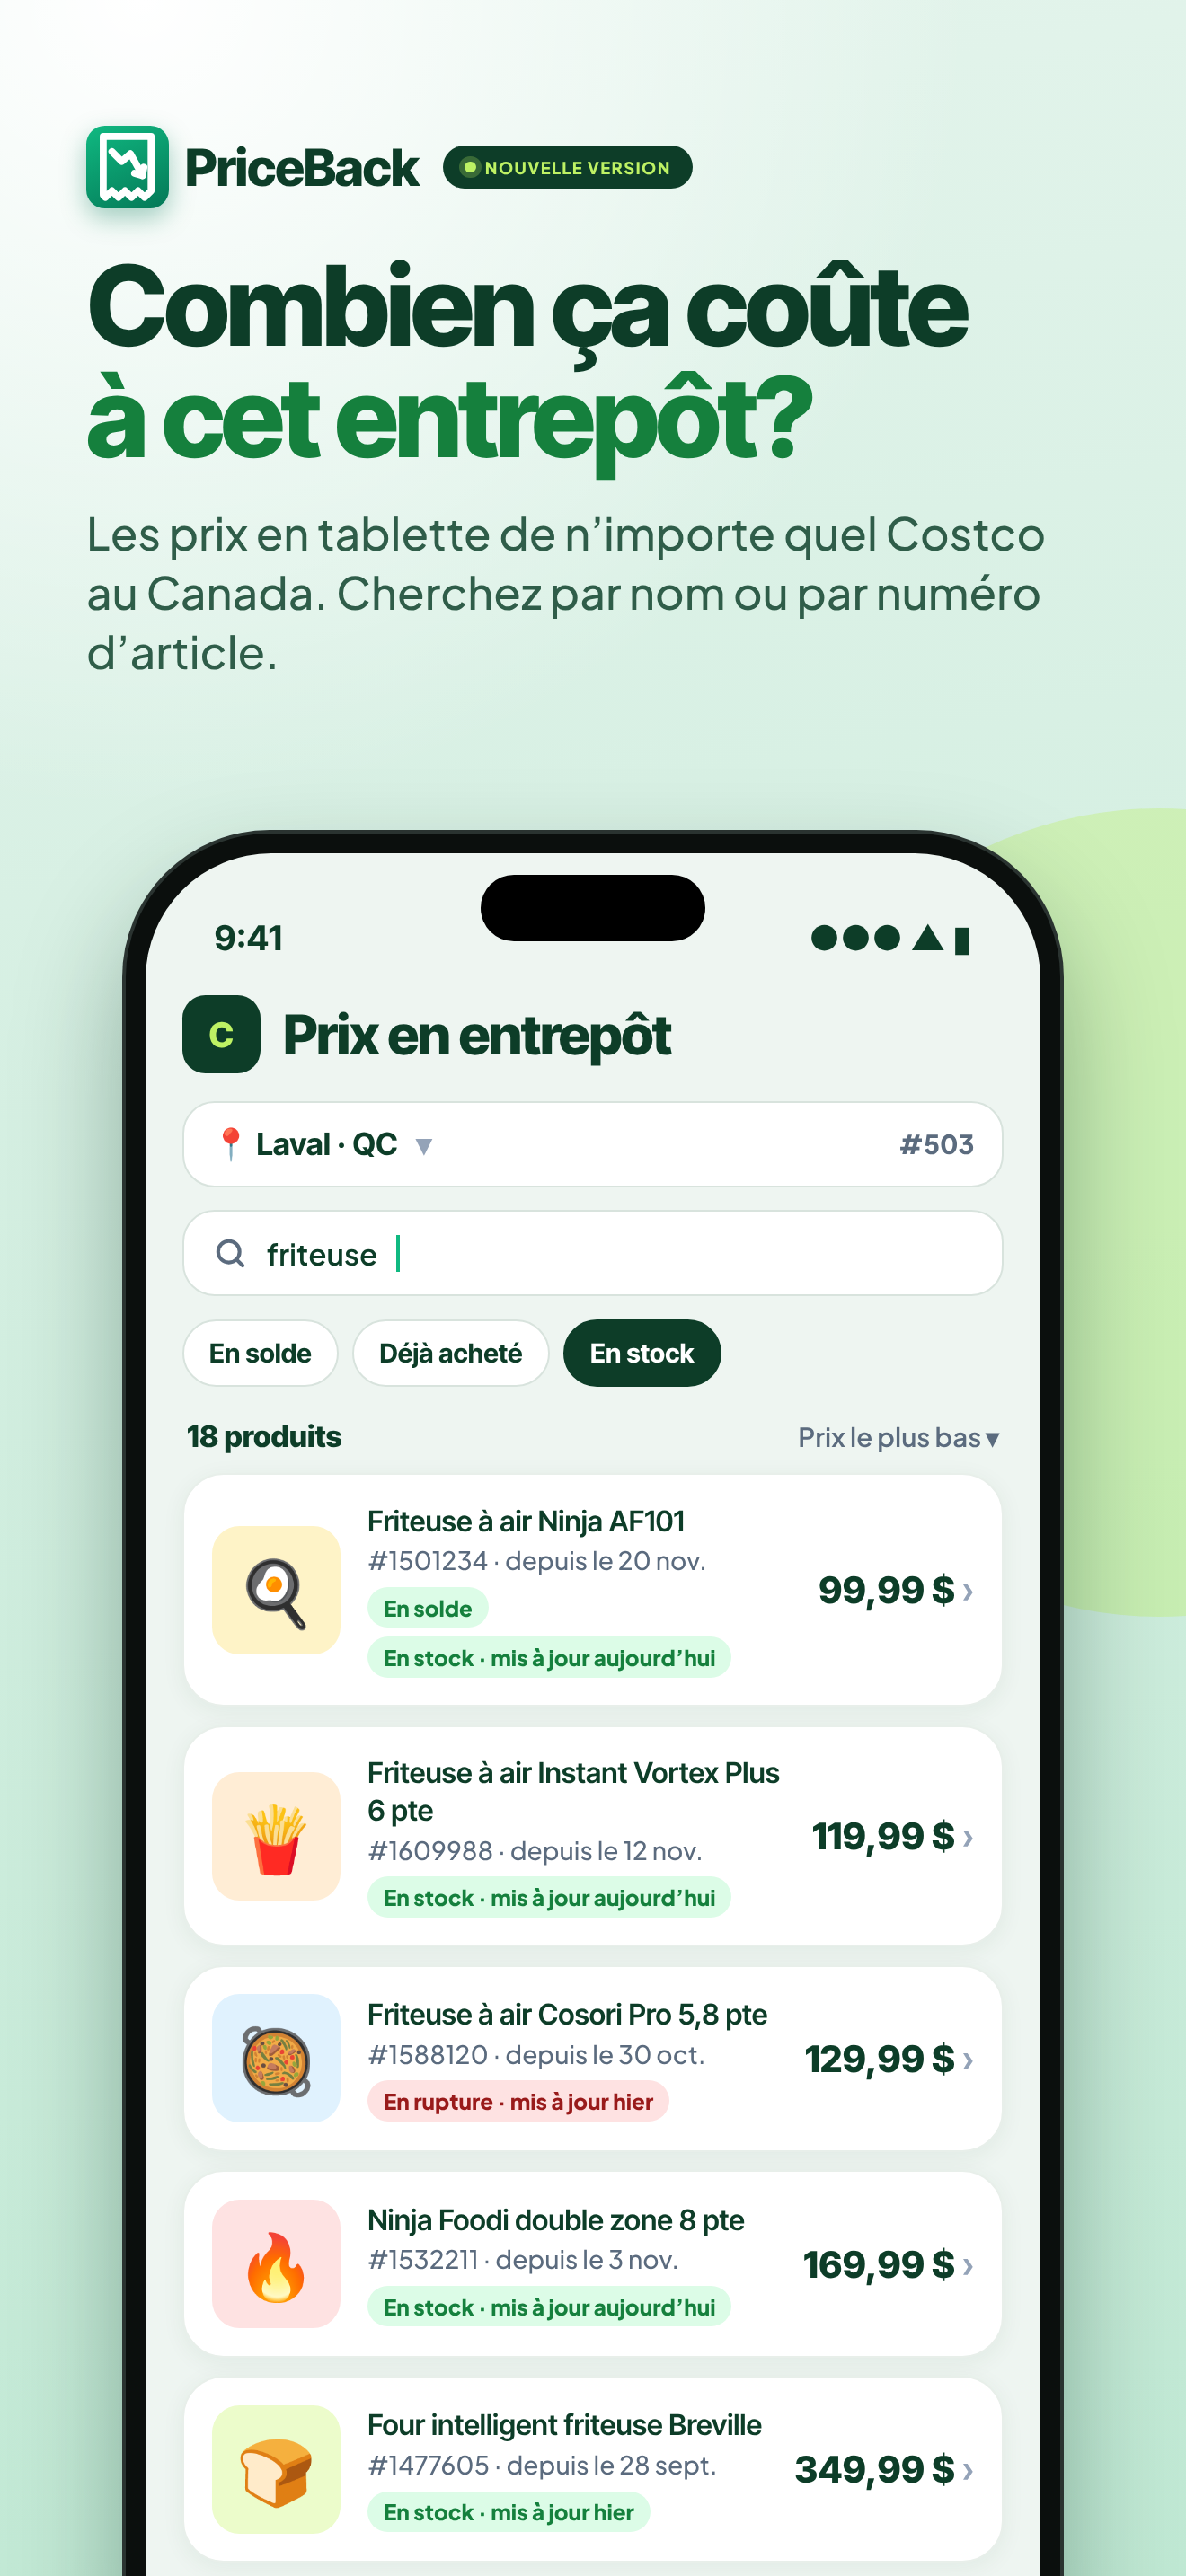 PriceBack
NOUVELLE VERSION
Combien ça coûte
à cet entrepôt?
Les prix en tablette de n’importe quel Costco
au Canada. Cherchez par nom ou par numéro
d’article.
9:41
C
Prix en entrepôt
Laval · QC ▼
#503
friteuse
En solde
Déjà acheté
En stock
18 produits
Prix le plus bas ▾
Friteuse à air Ninja AF101
#1501234 · depuis le 20 nov.
En solde
En stock · mis à jour aujourd’hui
99,99 $ ›
Friteuse à air Instant Vortex Plus
6 pte
#1609988 · depuis le 12 nov.
En stock · mis à jour aujourd’hui
119,99 $ ›
Friteuse à air Cosori Pro 5,8 pte
#1588120 · depuis le 30 oct.
En rupture · mis à jour hier
129,99 $ ›
Ninja Foodi double zone 8 pte
#1532211 · depuis le 3 nov.
En stock · mis à jour aujourd’hui
169,99 $ ›
Four intelligent friteuse Breville
#1477605 · depuis le 28 sept.
En stock · mis à jour hier
349,99 $ ›